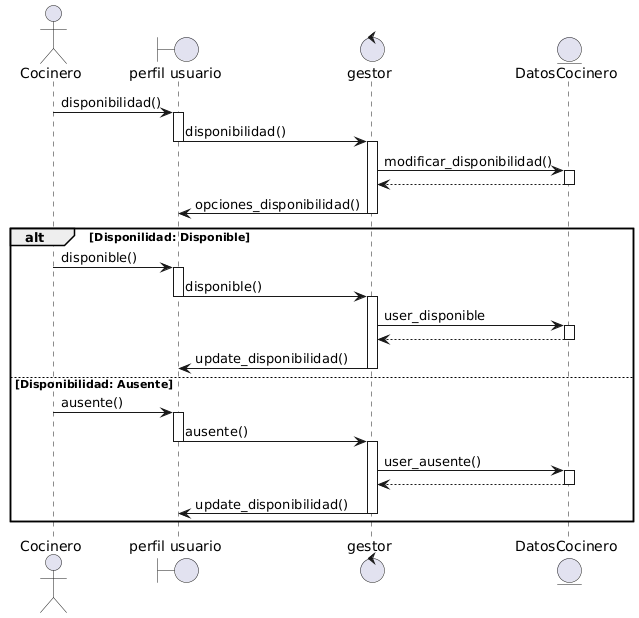 Cocinero
perfil usuario
gestor
DatosCocinero
disponibilidad()
disponibilidad()
modificar_disponibilidad()
opciones_disponibilidad()
alt
[Disponilidad: Disponible]
disponible()
disponible()
user_disponible
update_disponibilidad()
[Disponibilidad: Ausente]
ausente()
ausente()
user_ausente()
update_disponibilidad()
Cocinero
perfil usuario
gestor
DatosCocinero